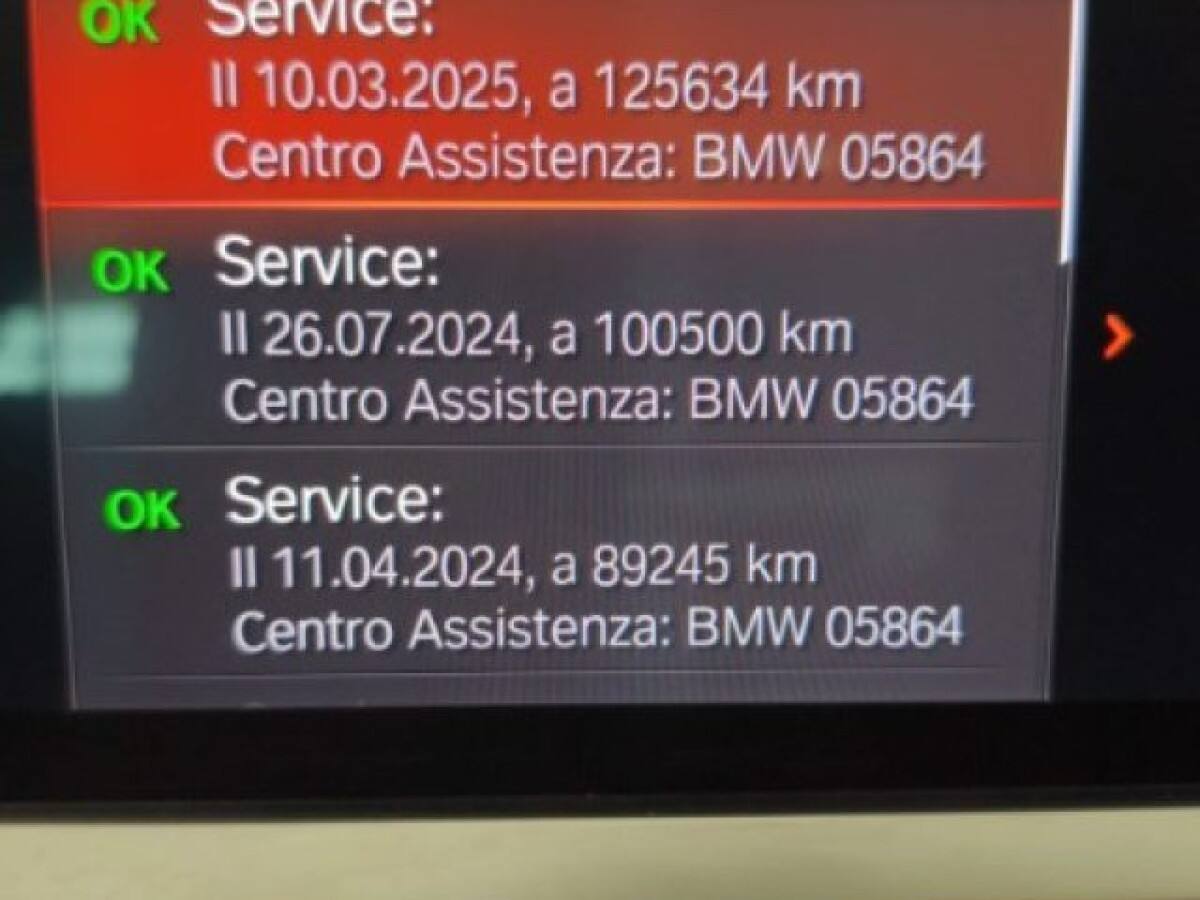 OK Service:
Il 10.03.2025, a 125634 km
Centro Assistenza: BMW 05864
OK Service:
Il 26.07.2024, a 100500 km
Centro Assistenza: BMW 05864
OK Service:
Il 11.04.2024, a 89245 km
Centro Assistenza: BMW 05864